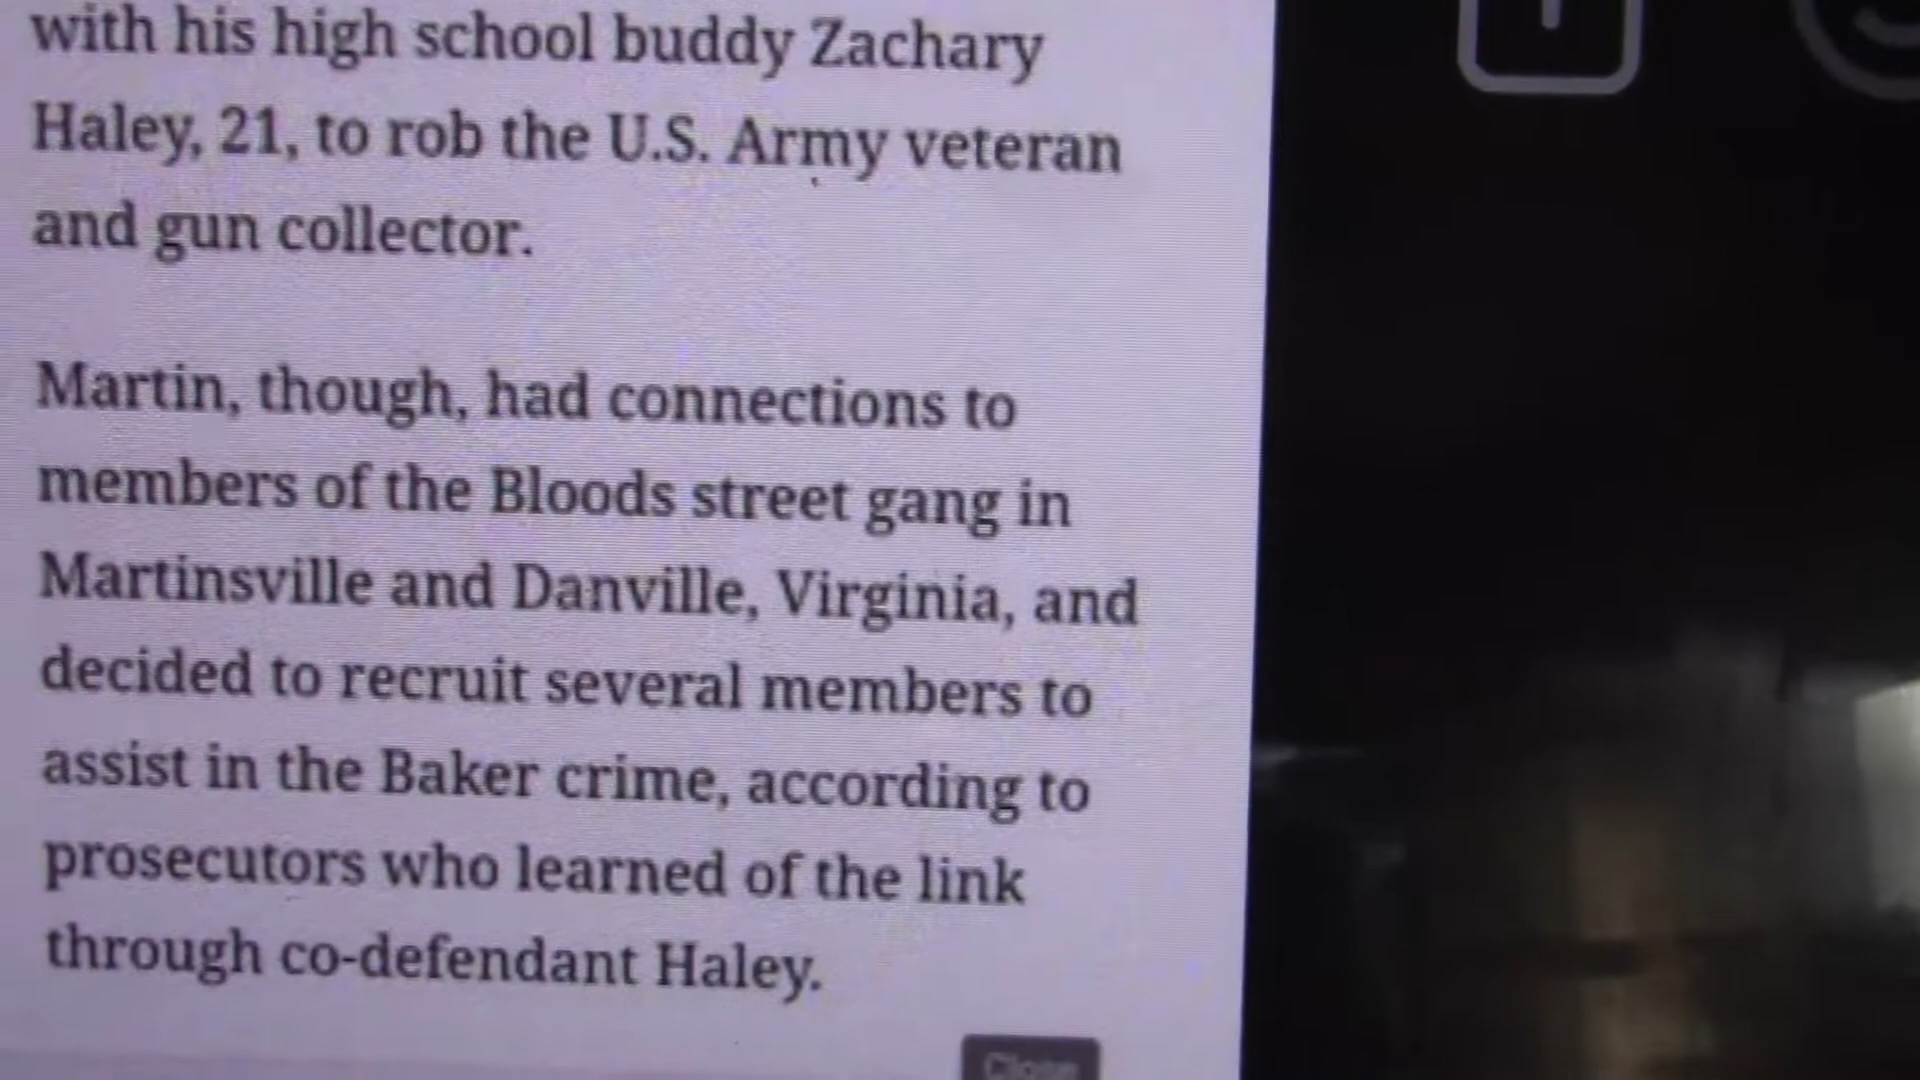 with his high school buddy Zachary
Haley, 21, to rob the U.S. Army veteran
and gun collector.
Martin, though, had connections to
members of the Bloods street gang in
Martinsville and Danville, Virginia, and
decided to recruit several members to
assist in the Baker crime, according to
prosecutors who learned of the link
through co-defendant Haley.
Close